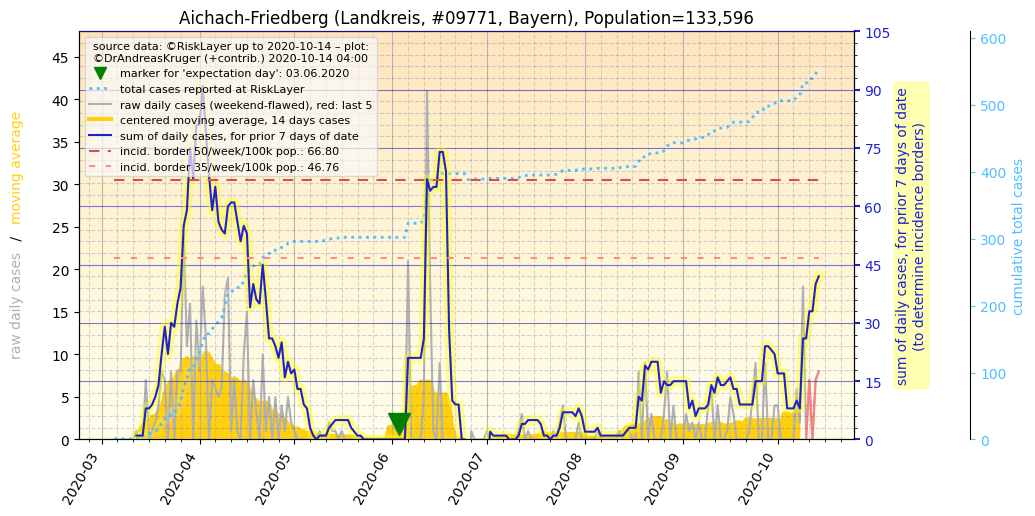 Aichach-Friedberg (Landkreis, #09771, Bayern), Population=133,596
source data: ©RiskLayer up to 2020-10-14 – plot:
©DrAndreasKruger (+contrib.) 2020-10-14 04:00
marker for 'expectation day': 03.06.2020
total cases reported at RiskLayer
raw daily cases (weekend-flawed), red: last 5
centered moving average, 14 days cases
sum of daily cases, for prior 7 days of date
incid. border 50/week/100k pop.: 66.80
incid. border 35/week/100k pop.: 46.76
raw daily cases / moving average
45
40
35
30
25
20
15
10
5
0
2020-03
2020-04
2020-05
2020-06
2020-07
2020-08
2020-09
2020-10
105
90
75
60
45
30
15
0
sum of daily cases, for prior 7 days of date
(to determine incidence borders)
600
500
400
300
200
100
0
cumulative total cases